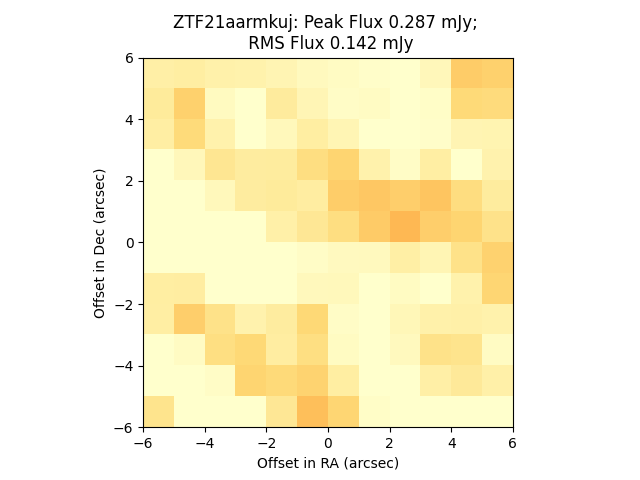 ZTF21aarmkuj: Peak Flux 0.287 mJy;
RMS Flux 0.142 mJy
6
4
2
0
−2
−4
−6
Offset in Dec (arcsec)
−6 −4 −2 0 2 4 6
Offset in RA (arcsec)